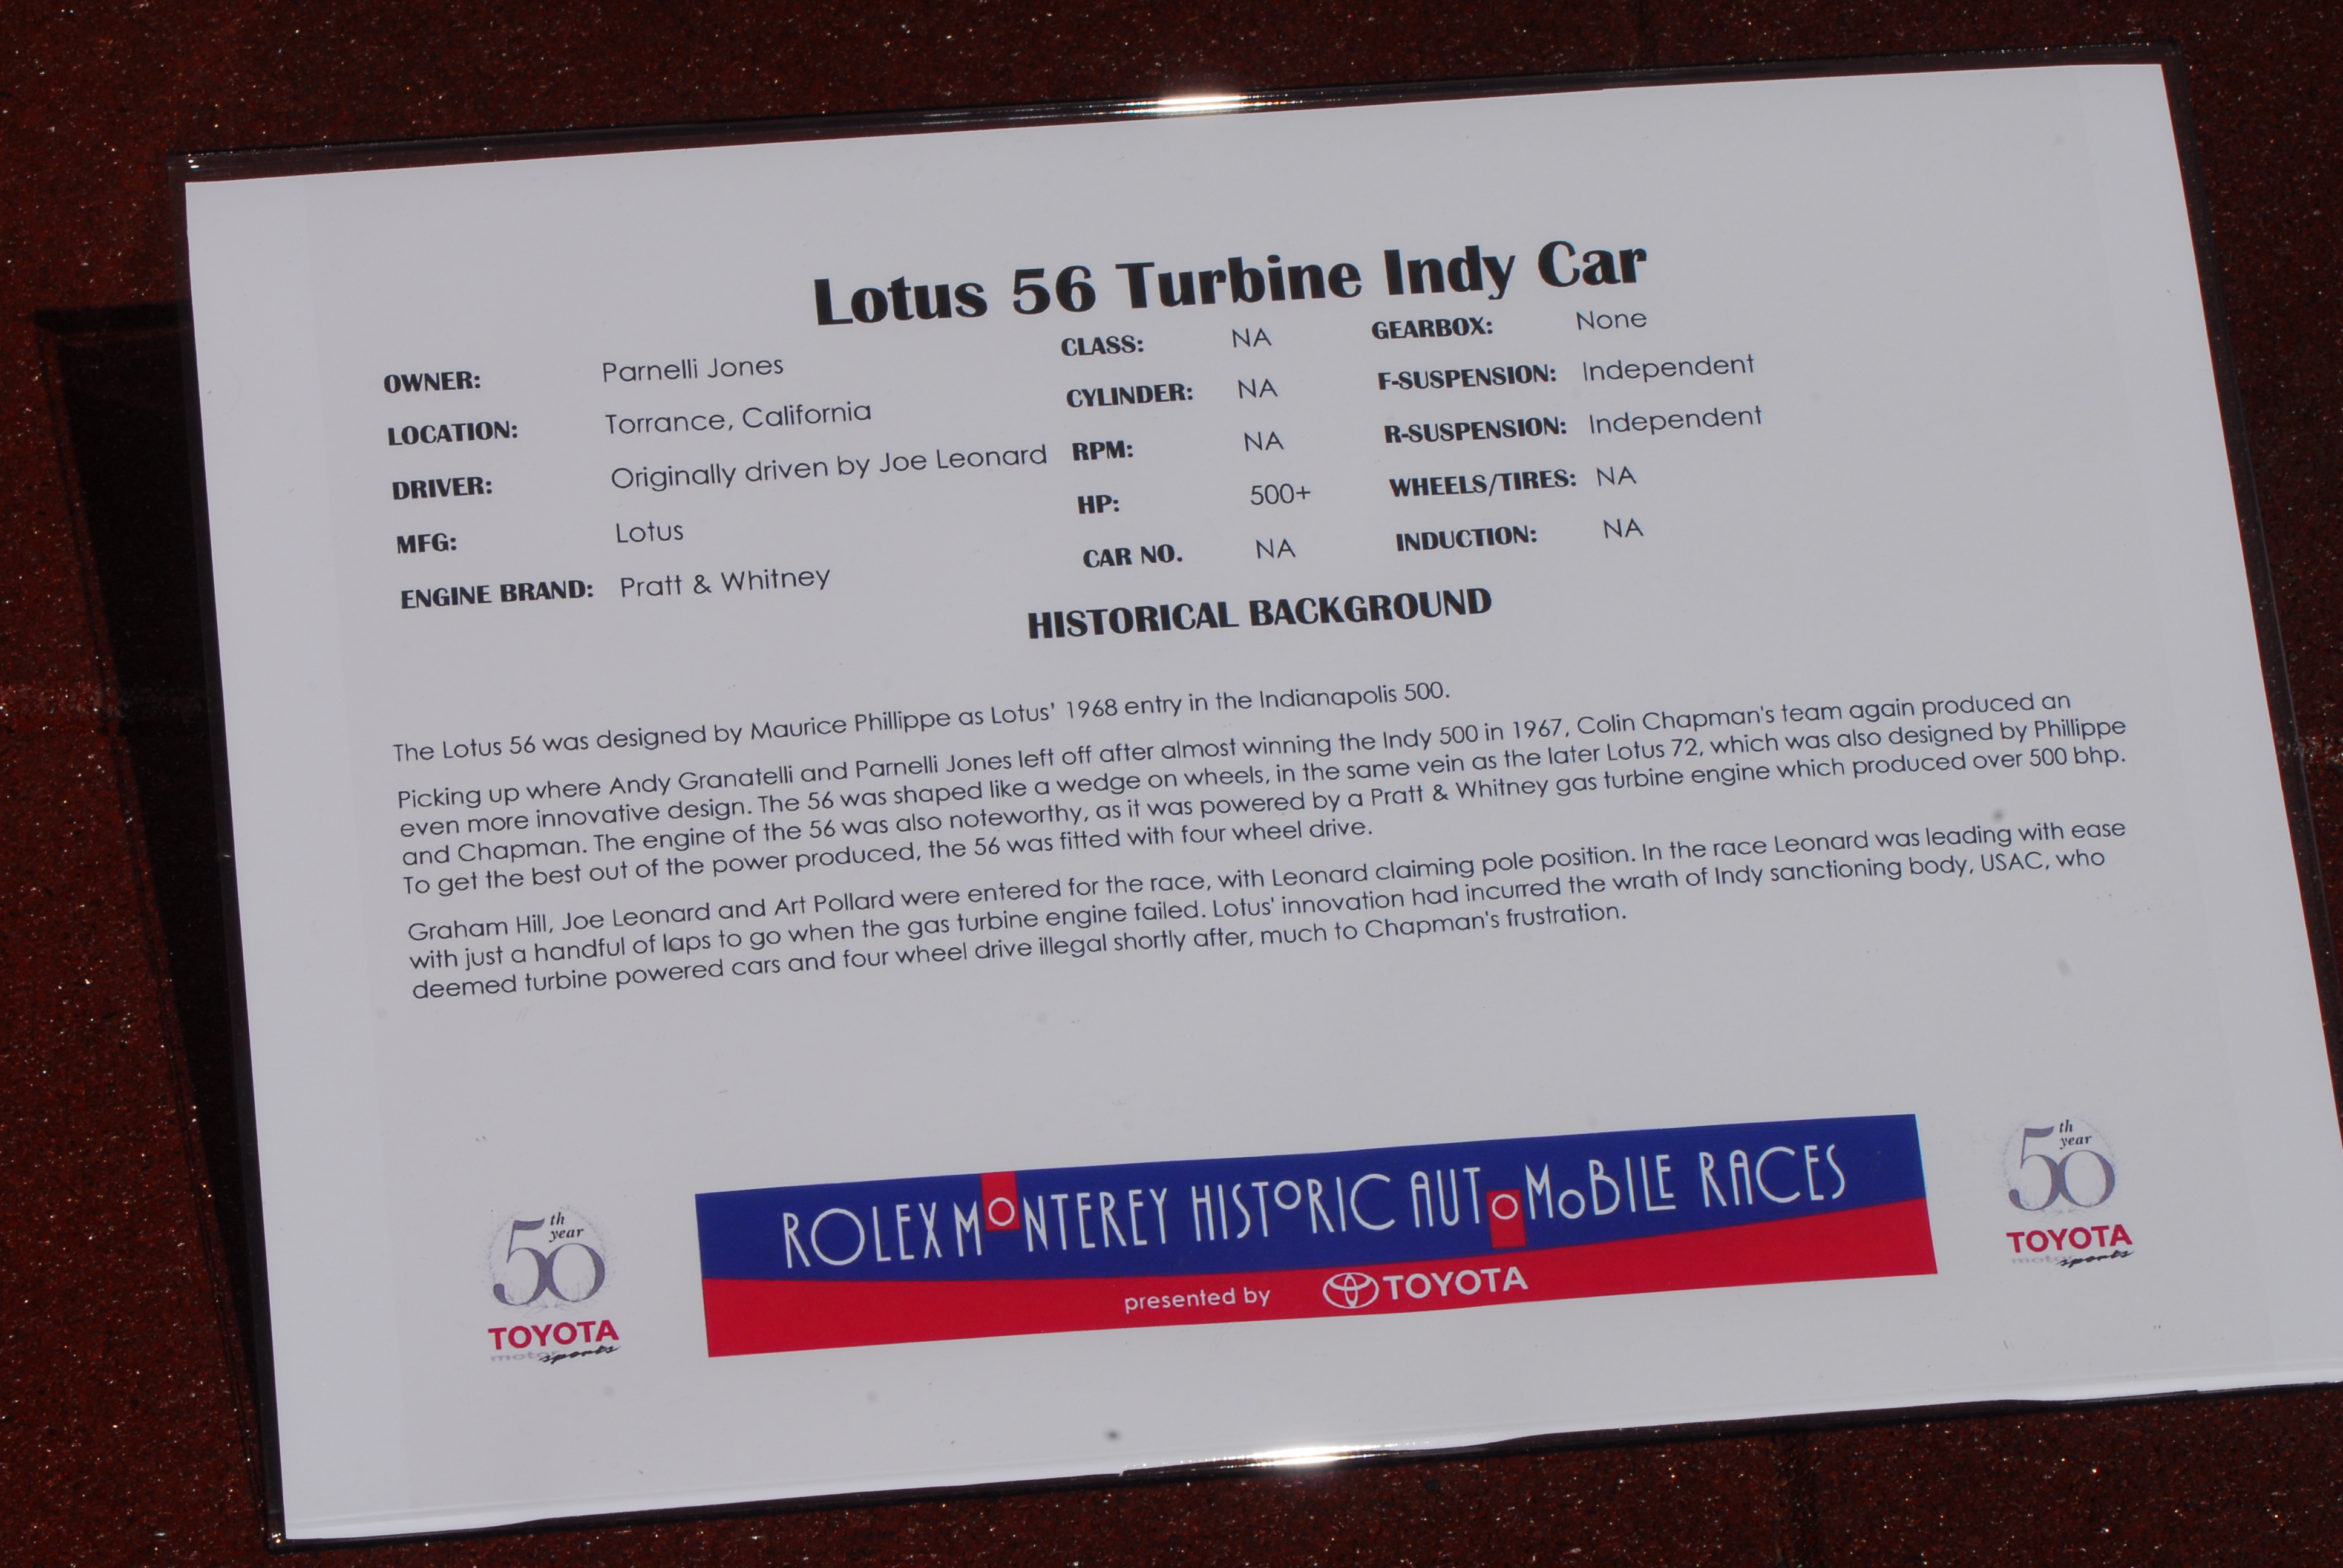 Lotus 56 Turbine Indy Car
OWNER: Parnelli Jones
LOCATION: Torrance, California
DRIVER: Originally driven by Joe Leonard
MFG: Lotus
ENGINE BRAND: Pratt & Whitney
CLASS: NA
CYLINDER: NA
RPM: NA
HP: 500+
CAR NO. NA
GEARBOX: None
F-SUSPENSION: Independent
R-SUSPENSION: Independent
WHEELS/TIRES: NA
INDUCTION: NA
HISTORICAL BACKGROUND
The Lotus 56 was designed by Maurice Phillippe as Lotus' 1968 entry in the Indianapolis 500.
Picking up where Andy Granatelli and Parnelli Jones left off after almost winning the Indy 500 in 1967, Colin Chapman's team again produced an
even more innovative design. The 56 was shaped like a wedge on wheels, in the same vein as the later Lotus 72, which was also designed by Phillippe
and Chapman. The engine of the 56 was also noteworthy, as it was powered by a Pratt & Whitney gas turbine engine which produced over 500 bhp.
To get the best out of the power produced, the 56 was fitted with four wheel drive.
Graham Hill, Joe Leonard and Art Pollard were entered for the race, with Leonard claiming pole position. In the race Leonard was leading with ease
with just a handful of laps to go when the gas turbine engine failed. Lotus' innovation had incurred the wrath of Indy sanctioning body, USAC, who
deemed turbine powered cars and four wheel drive illegal shortly after, much to Chapman's frustration.
50th year
TOYOTA
motorsports
ROLEX MONTEREY HISTORIC AUTOMOBILE RACES
presented by TOYOTA
50th year
TOYOTA
motorsports